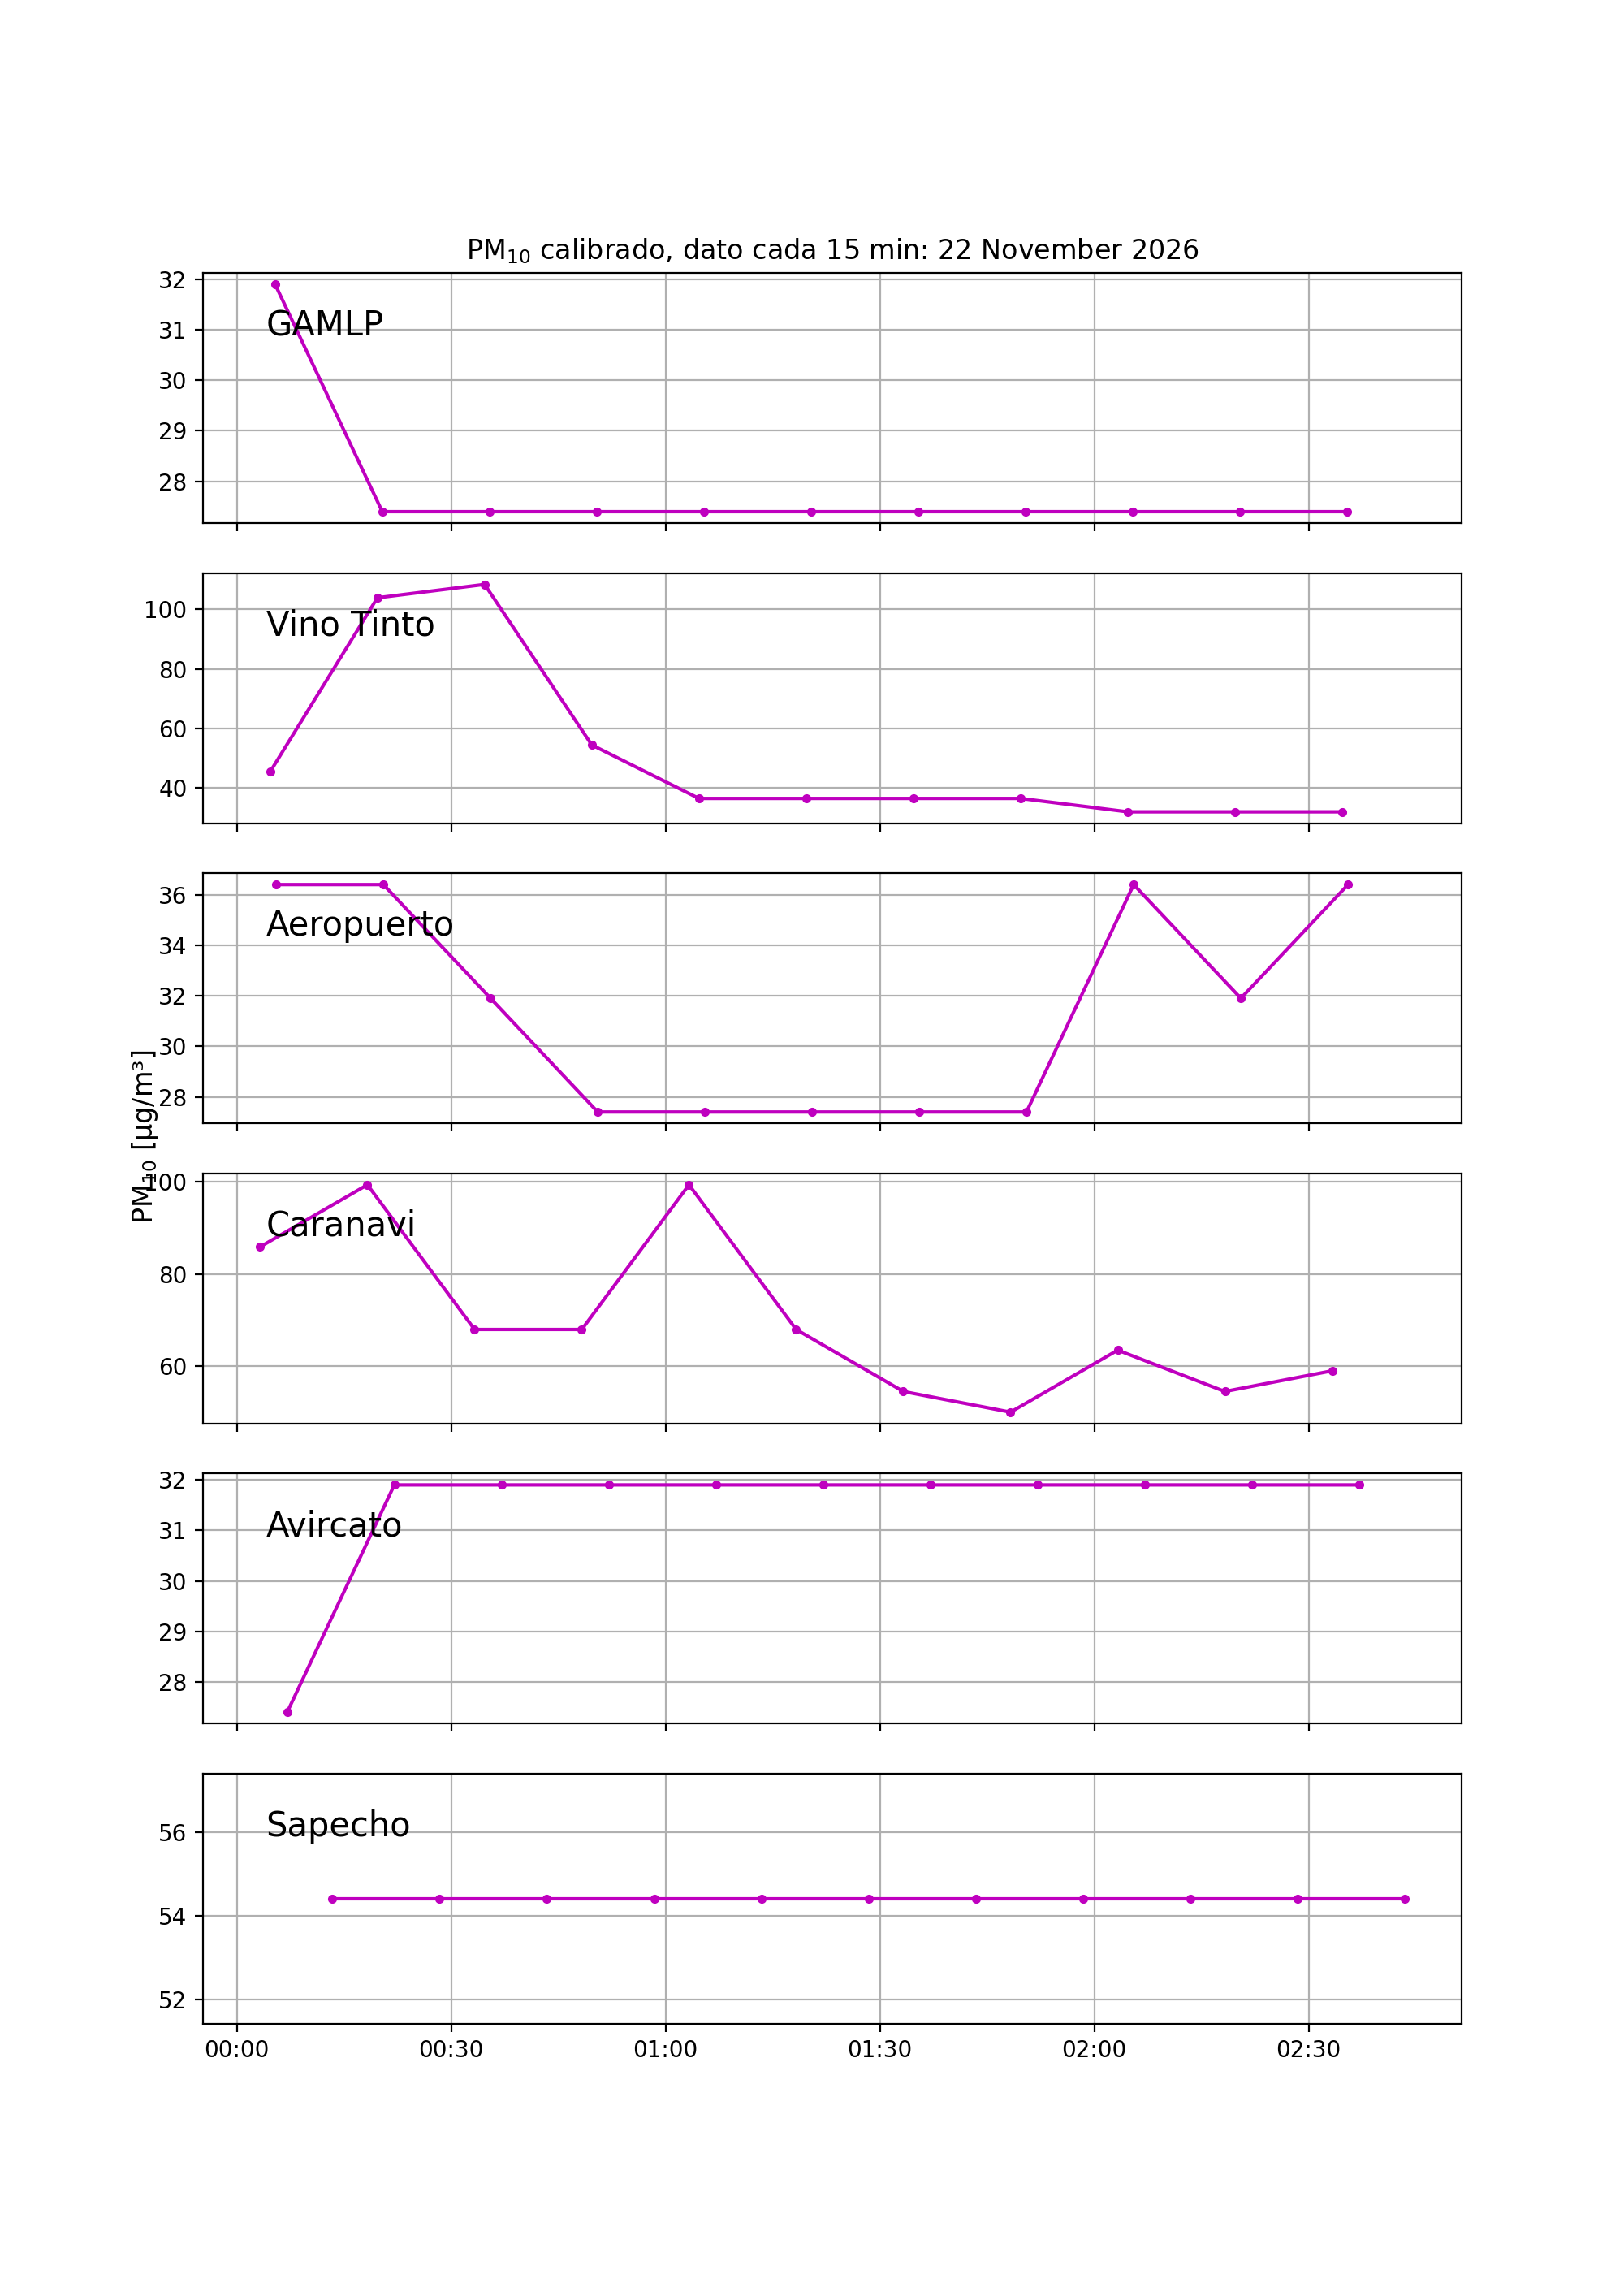 PM₁₀ calibrado, dato cada 15 min: 22 November 2026
32
31
30
29
28
GAMLP
100
80
60
40
Vino Tinto
36
34
32
30
28
Aeropuerto
PM₁₀ [µg/m³]
100
80
60
Caranavi
32
31
30
29
28
Avircato
56
54
52
Sapecho
00:00 00:30 01:00 01:30 02:00 02:30